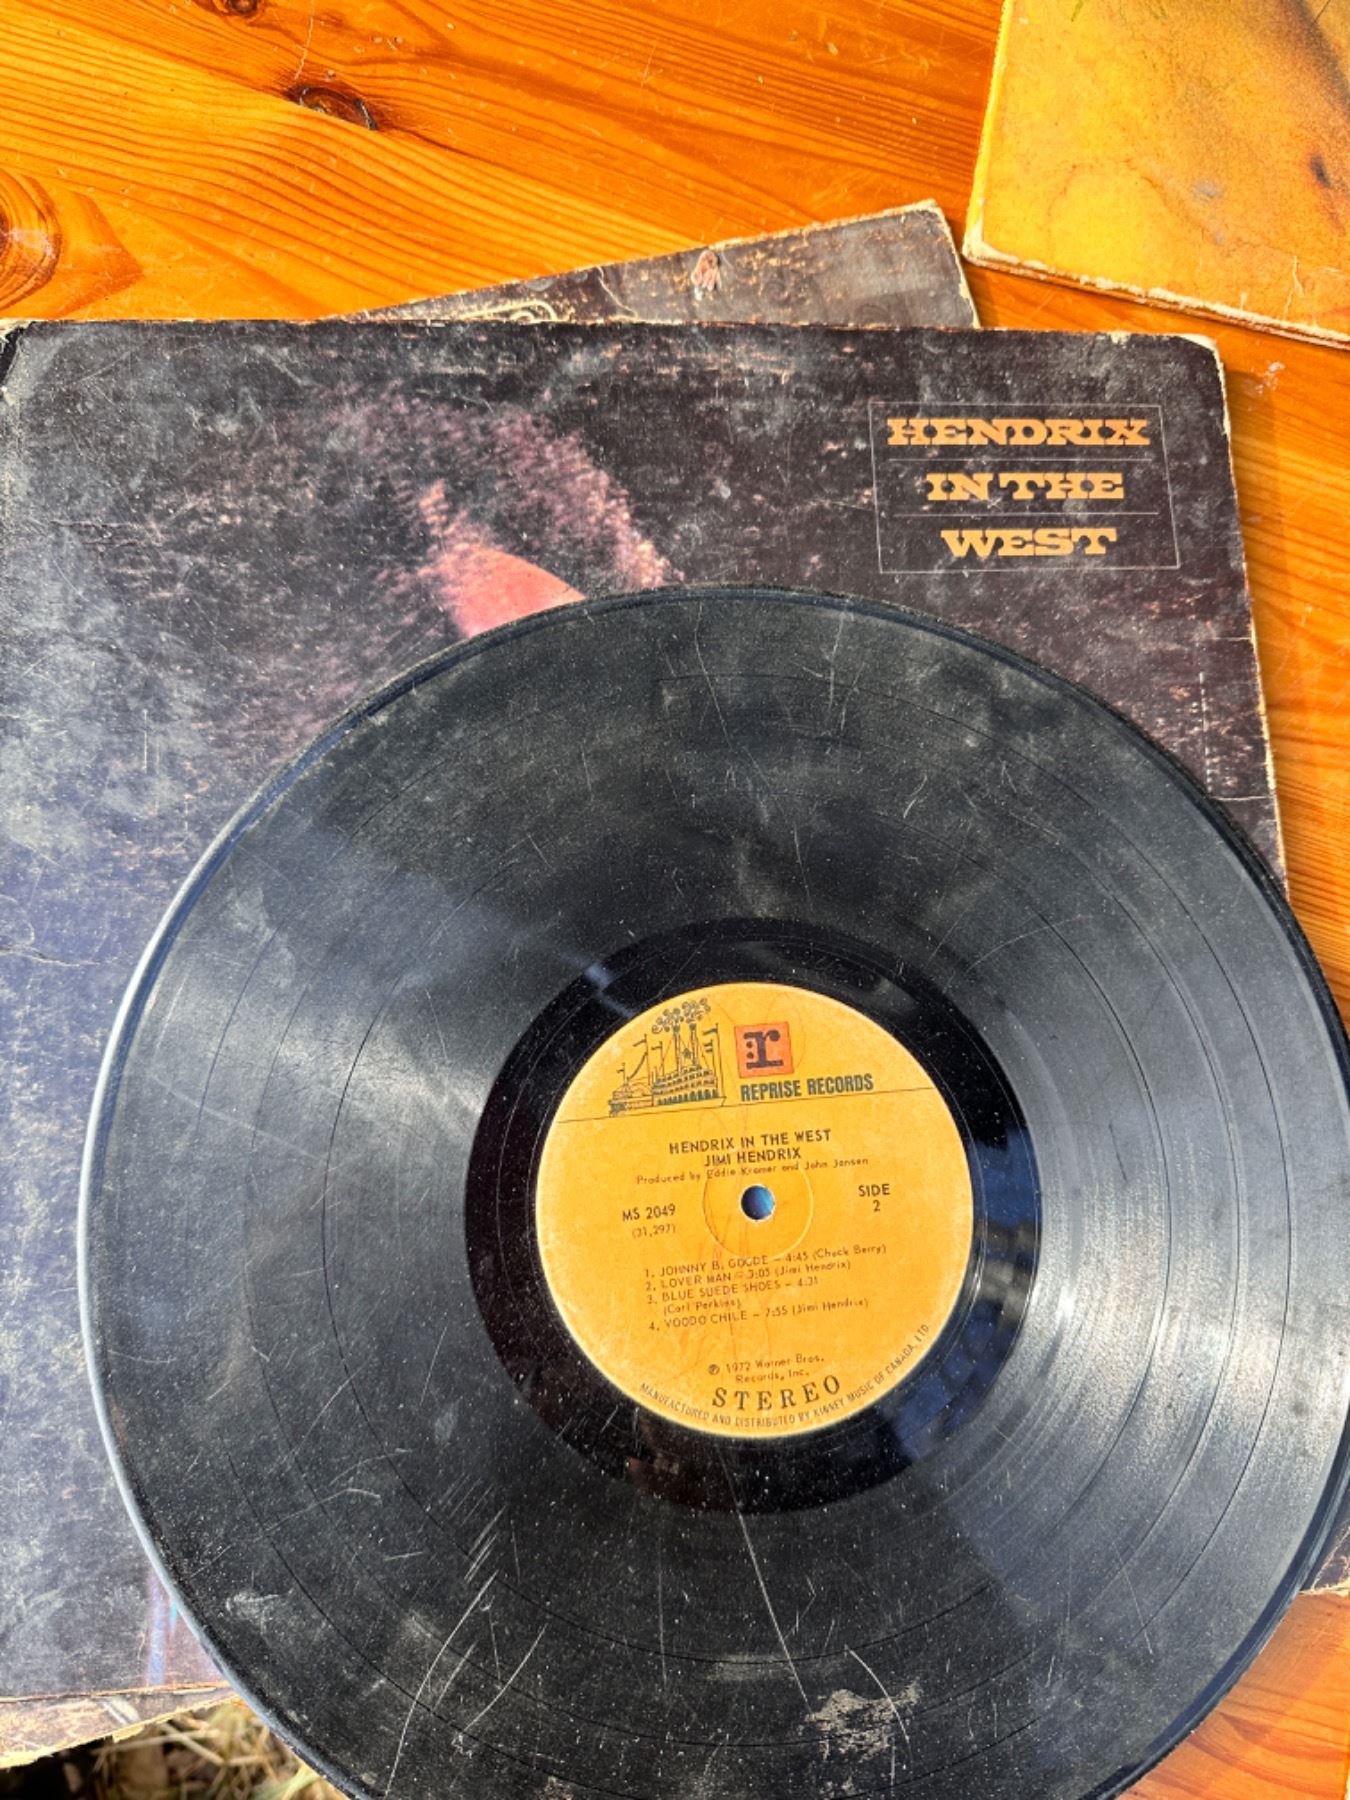 HENDRIX
IN THE
WEST
r
REPRISE RECORDS
HENDRIX IN THE WEST
JIMI HENDRIX
Produced by Eddie Kramer and John Jansen
MS 2049
(31,297)
SIDE
2
1. JOHNNY B. GOODE – 4:45 (Chuck Berry)
2. LOVER MAN – 3:05 (Jimi Hendrix)
3. BLUE SUEDE SHOES – 4:31
(Carl Perkins)
4. VOODO CHILE – 7:55 (Jimi Hendrix)
℗ 1972 Warner Bros.
Records, Inc.
STEREO
MANUFACTURED AND DISTRIBUTED BY KINNEY MUSIC OF CANADA, LTD.